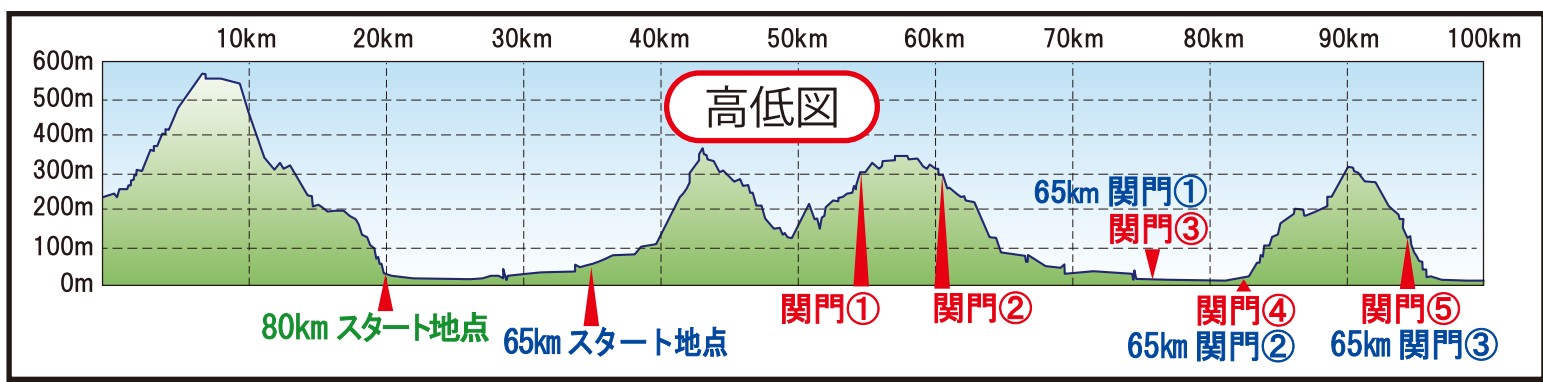 10km 20km 30km 40km 50km 60km 70km 80km 90km 100km
600m
500m
400m
300m
200m
100m
0m
高低図
65km 関門①
関門③
80km スタート地点
65km スタート地点
関門①
関門②
関門④
65km 関門②
関門⑤
65km 関門③